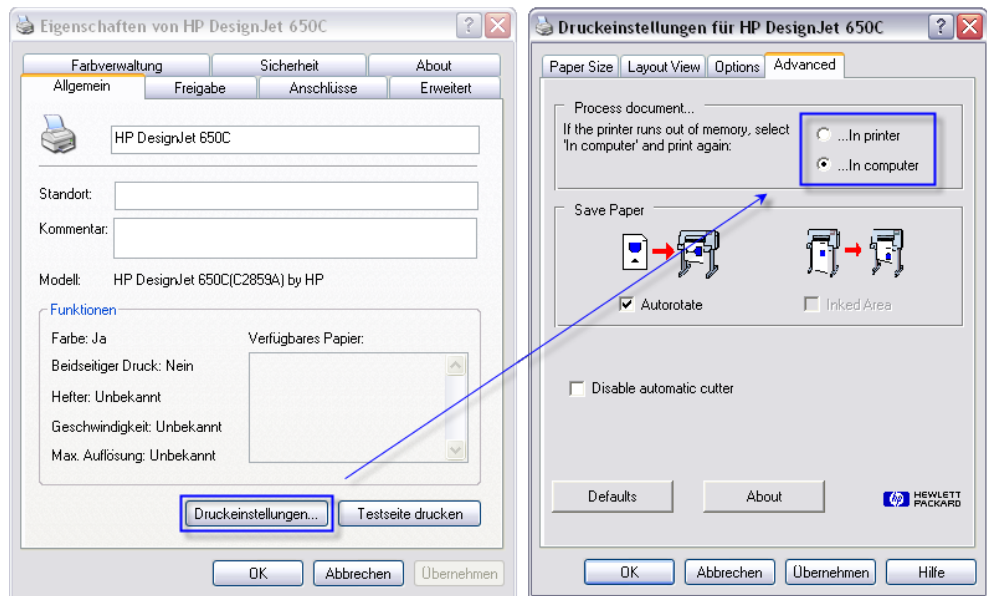 Eigenschaften von HP DesignJet 650C
Farbverwaltung Sicherheit About
Allgemein Freigabe Anschlüsse Erweitert
HP DesignJet 650C
Standort:
Kommentar:
Modell: HP DesignJet 650C(C2859A) by HP
Funktionen
Farbe: Ja Verfügbares Papier:
Beidseitiger Druck: Nein
Hefter: Unbekannt
Geschwindigkeit: Unbekannt
Max. Auflösung: Unbekannt
Druckeinstellungen... Testseite drucken
OK Abbrechen Übernehmen
Druckeinstellungen für HP DesignJet 650C
Paper Size Layout View Options Advanced
Process document...
If the printer runs out of memory, select
'In computer' and print again:
...In printer
...In computer
Save Paper
Autorotate Inked Area
Disable automatic cutter
Defaults About
hp HEWLETT
PACKARD
OK Abbrechen Übernehmen Hilfe